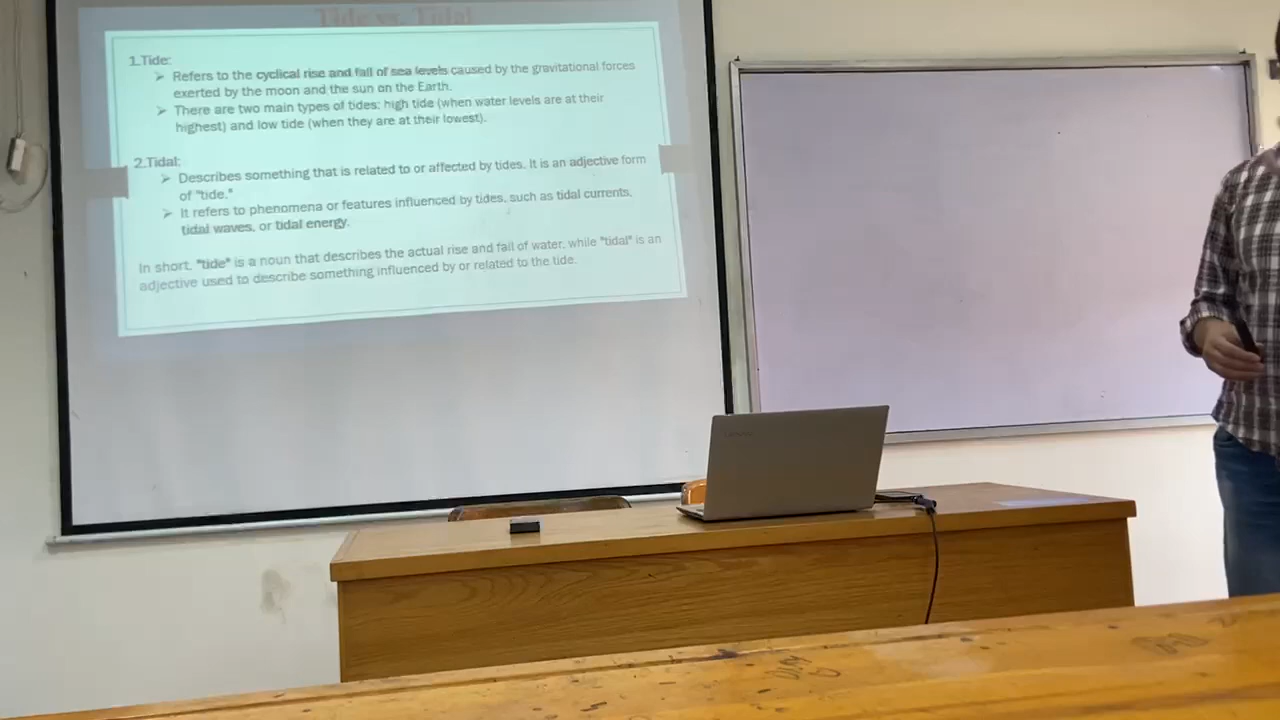 Tide vs. Tidal
1.Tide:
➢ Refers to the cyclical rise and fall of sea levels caused by the gravitational forces
exerted by the moon and the sun on the Earth.
➢ There are two main types of tides: high tide (when water levels are at their
highest) and low tide (when they are at their lowest).
2.Tidal:
➢ Describes something that is related to or affected by tides. It is an adjective form
of "tide."
➢ It refers to phenomena or features influenced by tides, such as tidal currents,
tidal waves, or tidal energy.
In short, "tide" is a noun that describes the actual rise and fall of water, while "tidal" is an
adjective used to describe something influenced by or related to the tide.